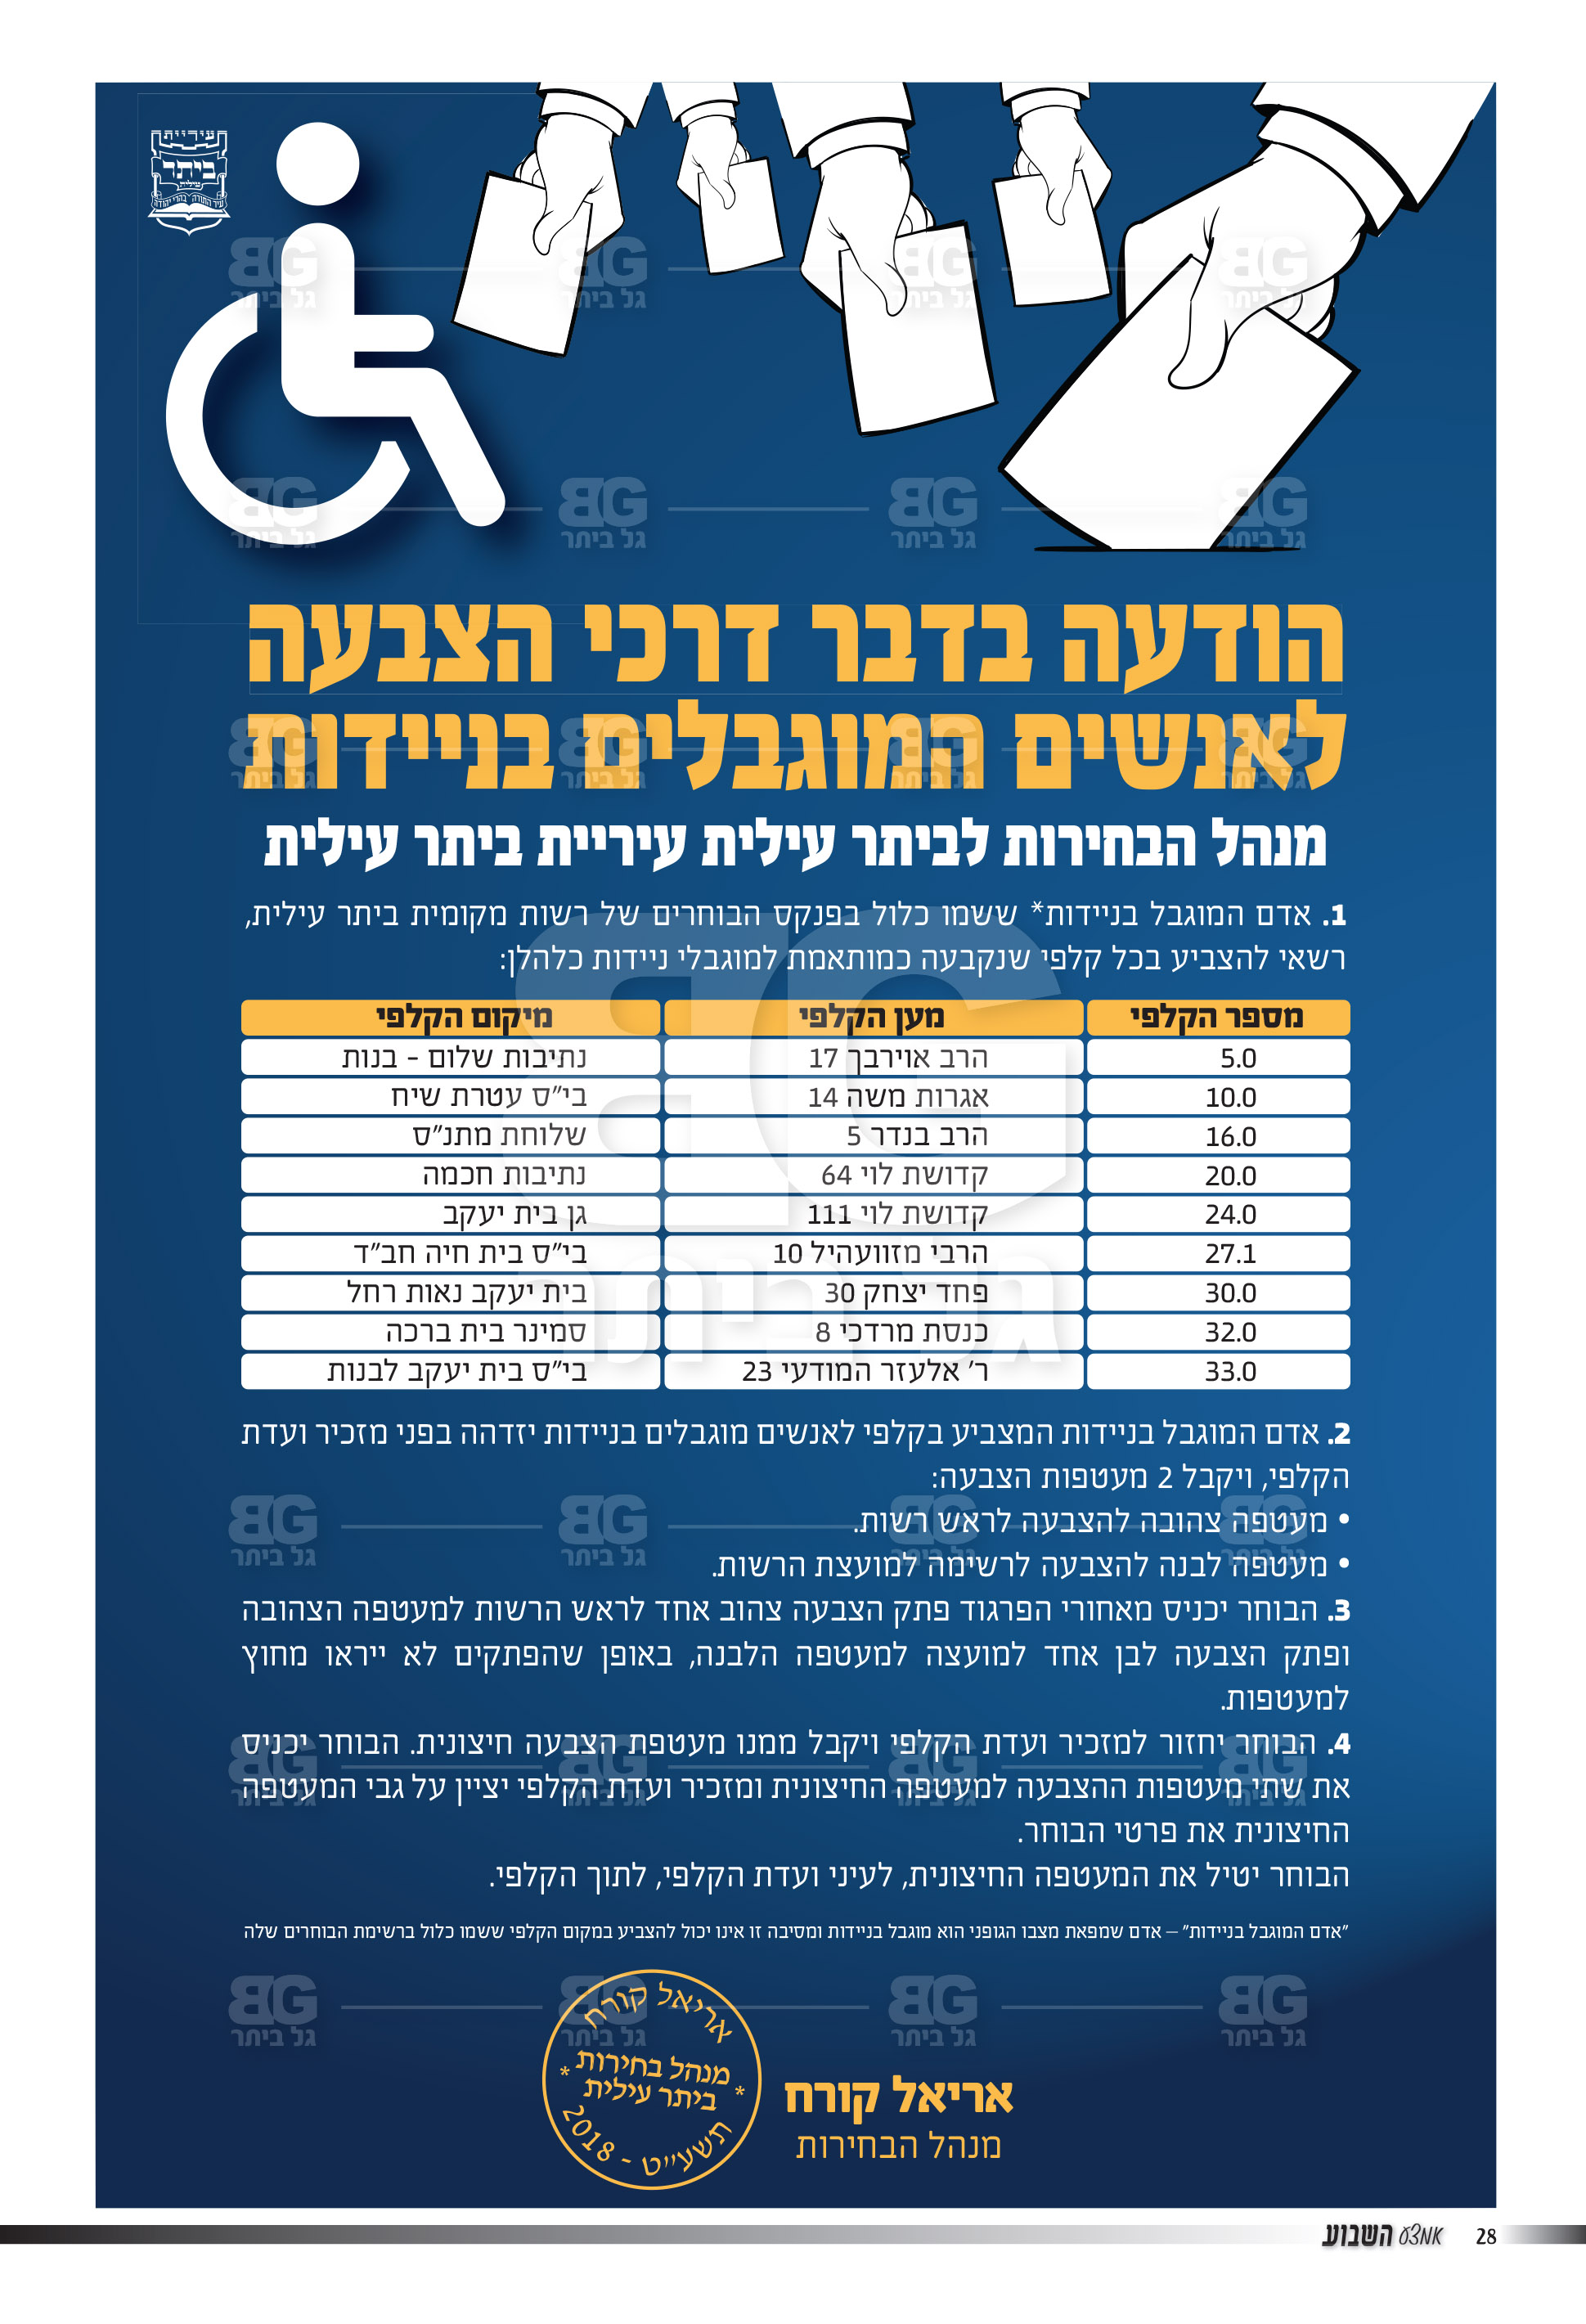 עיריית
ביתר
עילית
עיר התורה בהרי יהודה
הודעה בדבר דרכי הצבעה
לאנשים המוגבלים בניידות
מנהל הבחירות לביתר עילית עיריית ביתר עילית
1. אדם המוגבל בניידות* ששמו כלול בפנקס הבוחרים של רשות מקומית ביתר עילית,
רשאי להצביע בכל קלפי שנקבעה כמותאמת למוגבלי ניידות כלהלן:
מספר הקלפי מען הקלפי מיקום הקלפי
5.0 הרב אוירבך 17 נתיבות שלום - בנות
10.0 אגרות משה 14 בי"ס עטרת שיח
16.0 הרב בנדר 5 שלוחת מתנ"ס
20.0 קדושת לוי 64 נתיבות חכמה
24.0 קדושת לוי 111 גן בית יעקב
27.1 הרבי מזוועהיל 10 בי"ס בית חיה חב"ד
30.0 פחד יצחק 30 בית יעקב נאות רחל
32.0 כנסת מרדכי 8 סמינר בית ברכה
33.0 ר' אלעזר המודעי 23 בי"ס בית יעקב לבנות
2. אדם המוגבל בניידות המצביע בקלפי לאנשים מוגבלים בניידות יזדהה בפני מזכיר ועדת
הקלפי, ויקבל 2 מעטפות הצבעה:
• מעטפה צהובה להצבעה לראש רשות.
• מעטפה לבנה להצבעה לרשימה למועצת הרשות.
3. הבוחר יכניס מאחורי הפרגוד פתק הצבעה צהוב אחד לראש הרשות למעטפה הצהובה
ופתק הצבעה לבן אחד למועצה למעטפה הלבנה, באופן שהפתקים לא ייראו מחוץ
למעטפות.
4. הבוחר יחזור למזכיר ועדת הקלפי ויקבל ממנו מעטפת הצבעה חיצונית. הבוחר יכניס
את שתי מעטפות ההצבעה למעטפה החיצונית ומזכיר ועדת הקלפי יציין על גבי המעטפה
החיצונית את פרטי הבוחר.
הבוחר יטיל את המעטפה החיצונית, לעיני ועדת הקלפי, לתוך הקלפי.
"אדם המוגבל בניידות" – אדם שמפאת מצבו הגופני הוא מוגבל בניידות ומסיבה זו אינו יכול להצביע במקום הקלפי ששמו כלול ברשימת הבוחרים שלה
אריאל קורח
מנהל הבחירות
אריאל קורח
* מנהל בחירות *
ביתר עילית
תשעייט - 2018
BG
גל ביתר
28 אמצע השבוע